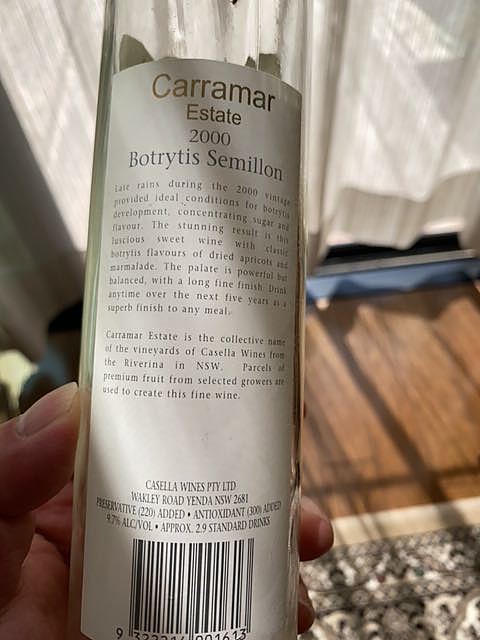 Carramar
Estate
2000
Botrytis Semillon
Late rains during the 2000 vintage
provided ideal conditions for botrytis
development, concentrating sugar and
flavour. The stunning result is this
luscious sweet wine with classic
botrytis flavours of dried apricots and
marmalade. The palate is powerful but
balanced, with a long fine finish. Drink
anytime over the next five years as a
superb finish to any meal.
Carramar Estate is the collective name
of the vineyards of Casella Wines from
the Riverina in NSW. Parcels of
premium fruit from selected growers are
used to create this fine wine.
CASELLA WINES PTY LTD
WAKLEY ROAD YENDA NSW 2681
PRESERVATIVE (220) ADDED • ANTIOXIDANT (300) ADDED
9.7% ALC/VOL • APPROX. 2.9 STANDARD DRINKS